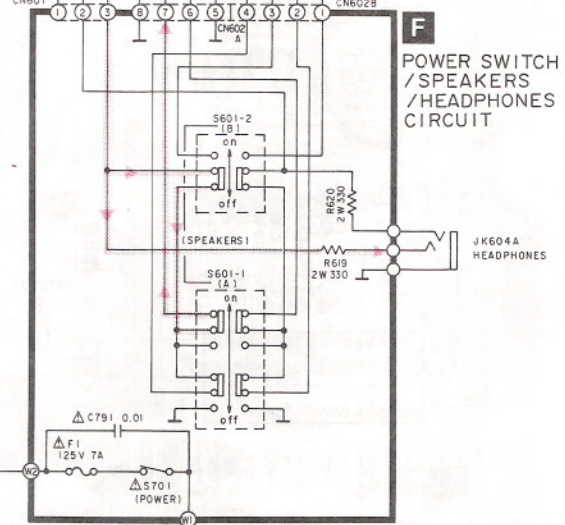 CN601
CN602B
1 2 3 8 7 6 5 4 3 2 1
CN602
A
F
POWER SWITCH
/SPEAKERS
/HEADPHONES
CIRCUIT
S601-2
(B)
on
off
R620
2W 330
(SPEAKERS)
R619
2W 330
JK604A
HEADPHONES
S601-1
(A)
on
off
C791 0.01
F1
125V 7A
W2
S701
(POWER)
W1